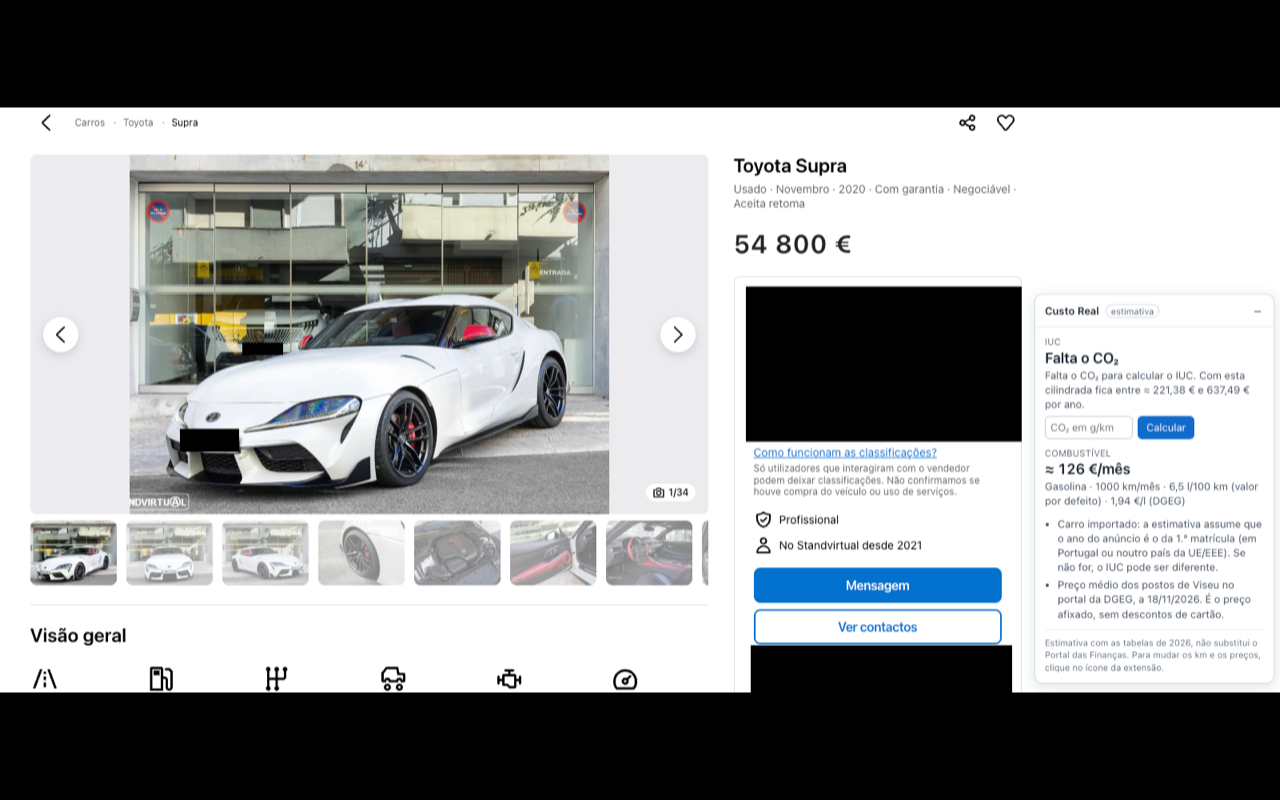 Carros · Toyota · Supra
14
ENTRADA
NDVIRTU@L
1/34
Toyota Supra
Usado · Novembro · 2020 · Com garantia · Negociável ·
Aceita retoma
54 800 €
Como funcionam as classificações?
Só utilizadores que interagiram com o vendedor
podem deixar classificações. Não confirmamos se
houve compra do veículo ou uso de serviços.
Profissional
No Standvirtual desde 2021
Mensagem
Ver contactos
Visão geral
Custo Real estimativa –
IUC
Falta o CO₂
Falta o CO₂ para calcular o IUC. Com esta
cilindrada fica entre ≈ 221,38 € e 637,49 €
por ano.
CO₂ em g/km Calcular
COMBUSTÍVEL
≈ 126 €/mês
Gasolina · 1000 km/mês · 6,5 l/100 km (valor
por defeito) · 1,94 €/l (DGEG)
• Carro importado: a estimativa assume que
o ano do anúncio é o da 1.ª matrícula (em
Portugal ou noutro país da UE/EEE). Se
não for, o IUC pode ser diferente.
• Preço médio dos postos de Viseu no
portal da DGEG, a 18/11/2026. É o preço
afixado, sem descontos de cartão.
Estimativa com as tabelas de 2026, não substitui o
Portal das Finanças. Para mudar os km e os preços,
clique no ícone da extensão.